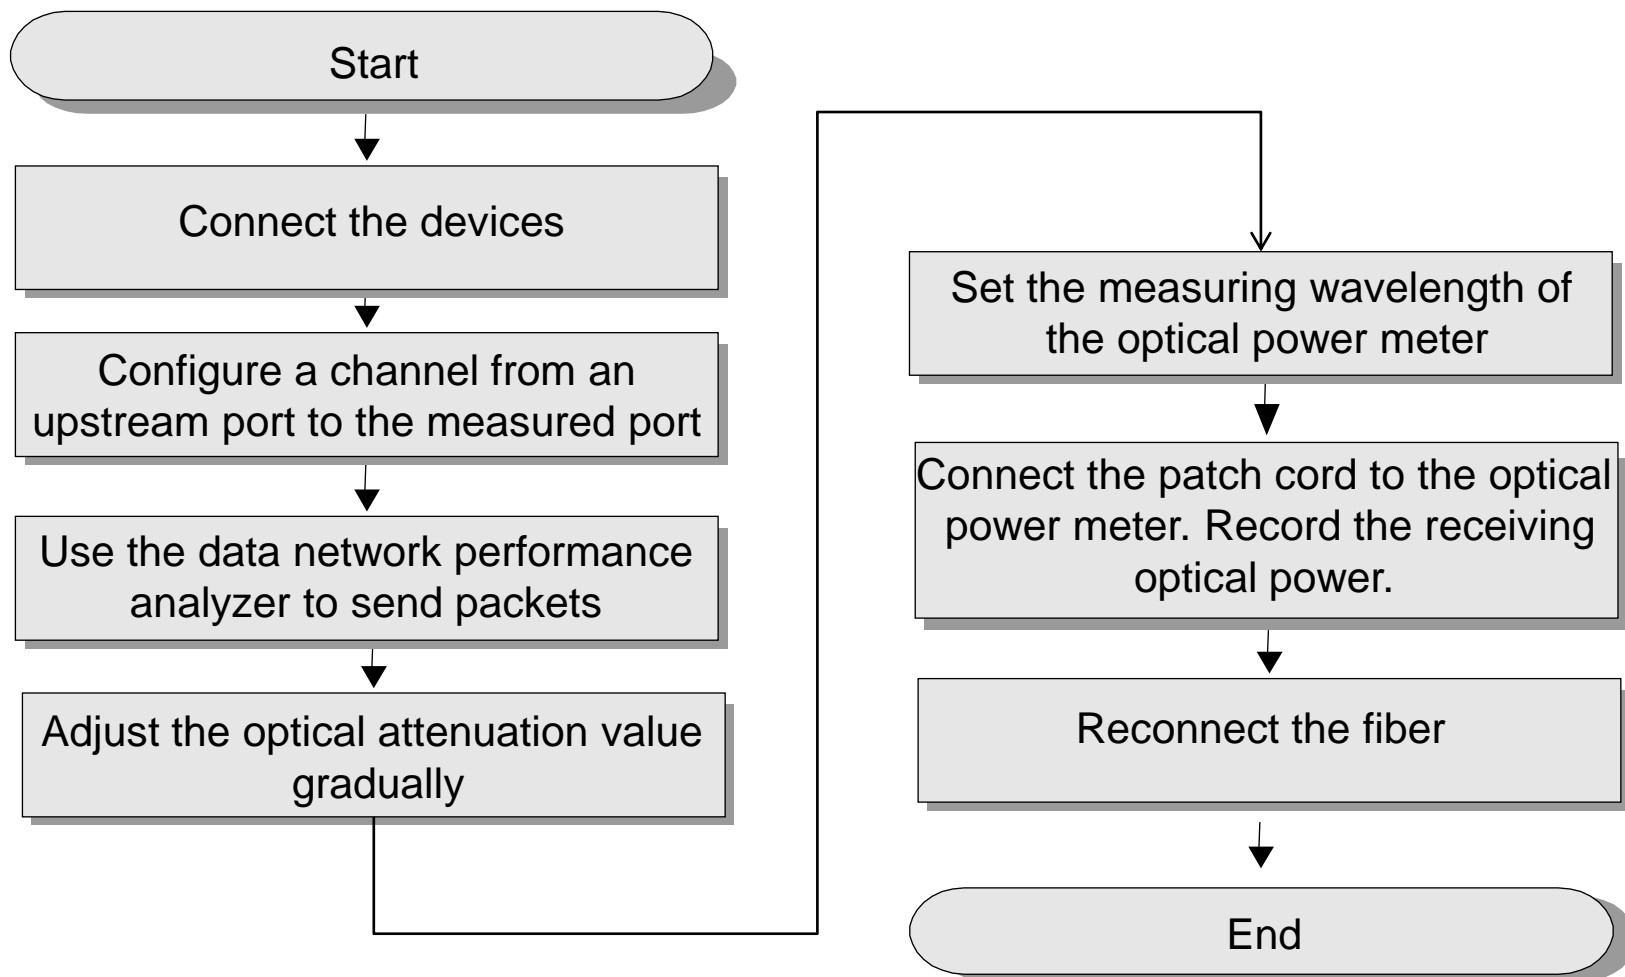 Start
Connect the devices
Configure a channel from an
upstream port to the measured port
Use the data network performance
analyzer to send packets
Adjust the optical attenuation value
gradually
Set the measuring wavelength of
the optical power meter
Connect the patch cord to the optical
power meter. Record the receiving
optical power.
Reconnect the fiber
End